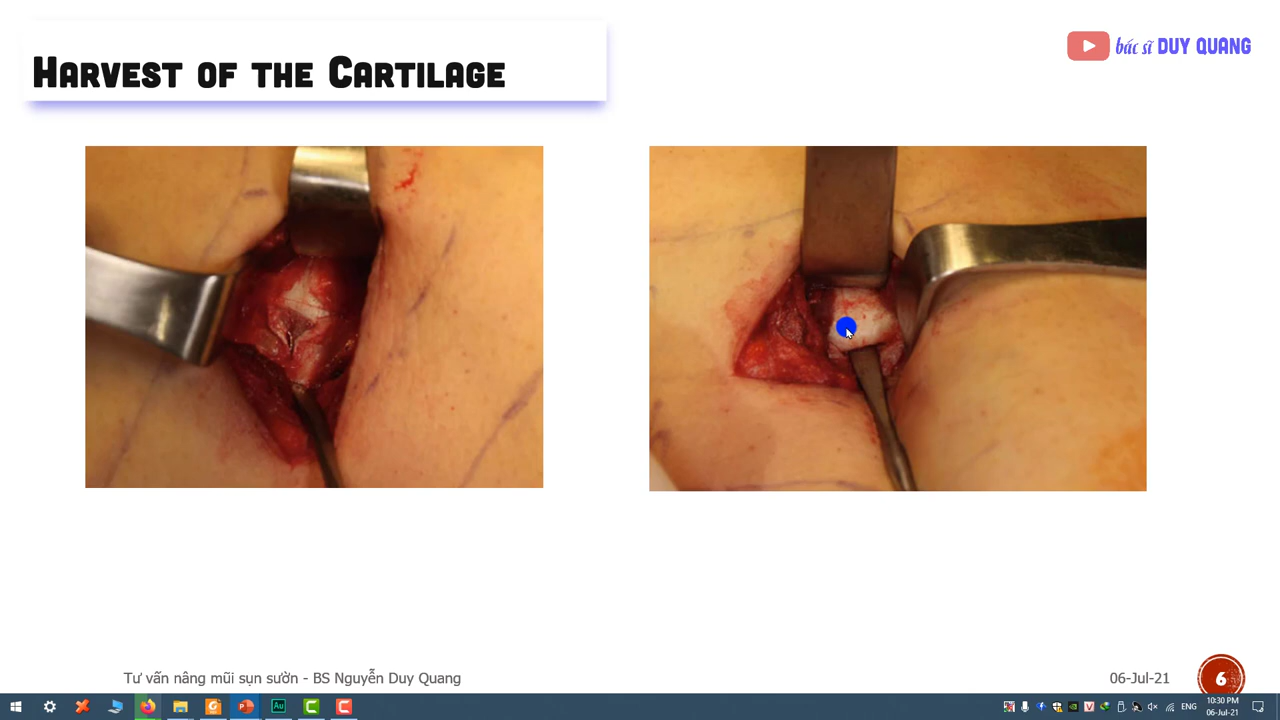 Harvest of the Cartilage
bác sĩ DUY QUANG
Tư vấn nâng mũi sụn sườn - BS Nguyễn Duy Quang
06-Jul-21
6
ENG
10:30 PM
06-Jul-21